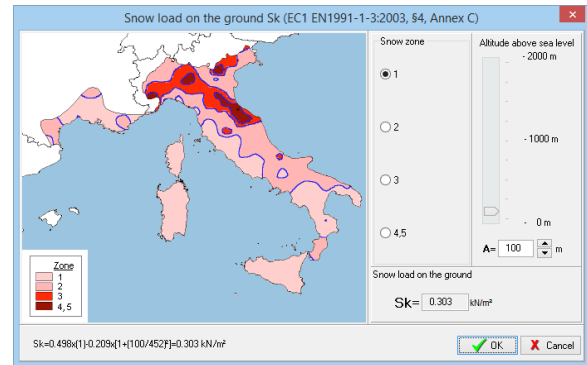 Snow load on the ground Sk (EC1 EN1991-1-3:2003, §4, Annex C)
Snow zone
1
2
3
4,5
Altitude above sea level
- 2000 m
- 1000 m
- 0 m
A= 100 m
Zone
1
2
3
4,5
Snow load on the ground
Sk= 0.303 kN/m²
Sk=0.498x[1]-0.209x[1+(100/452)²]=0.303 kN/m²
OK
Cancel